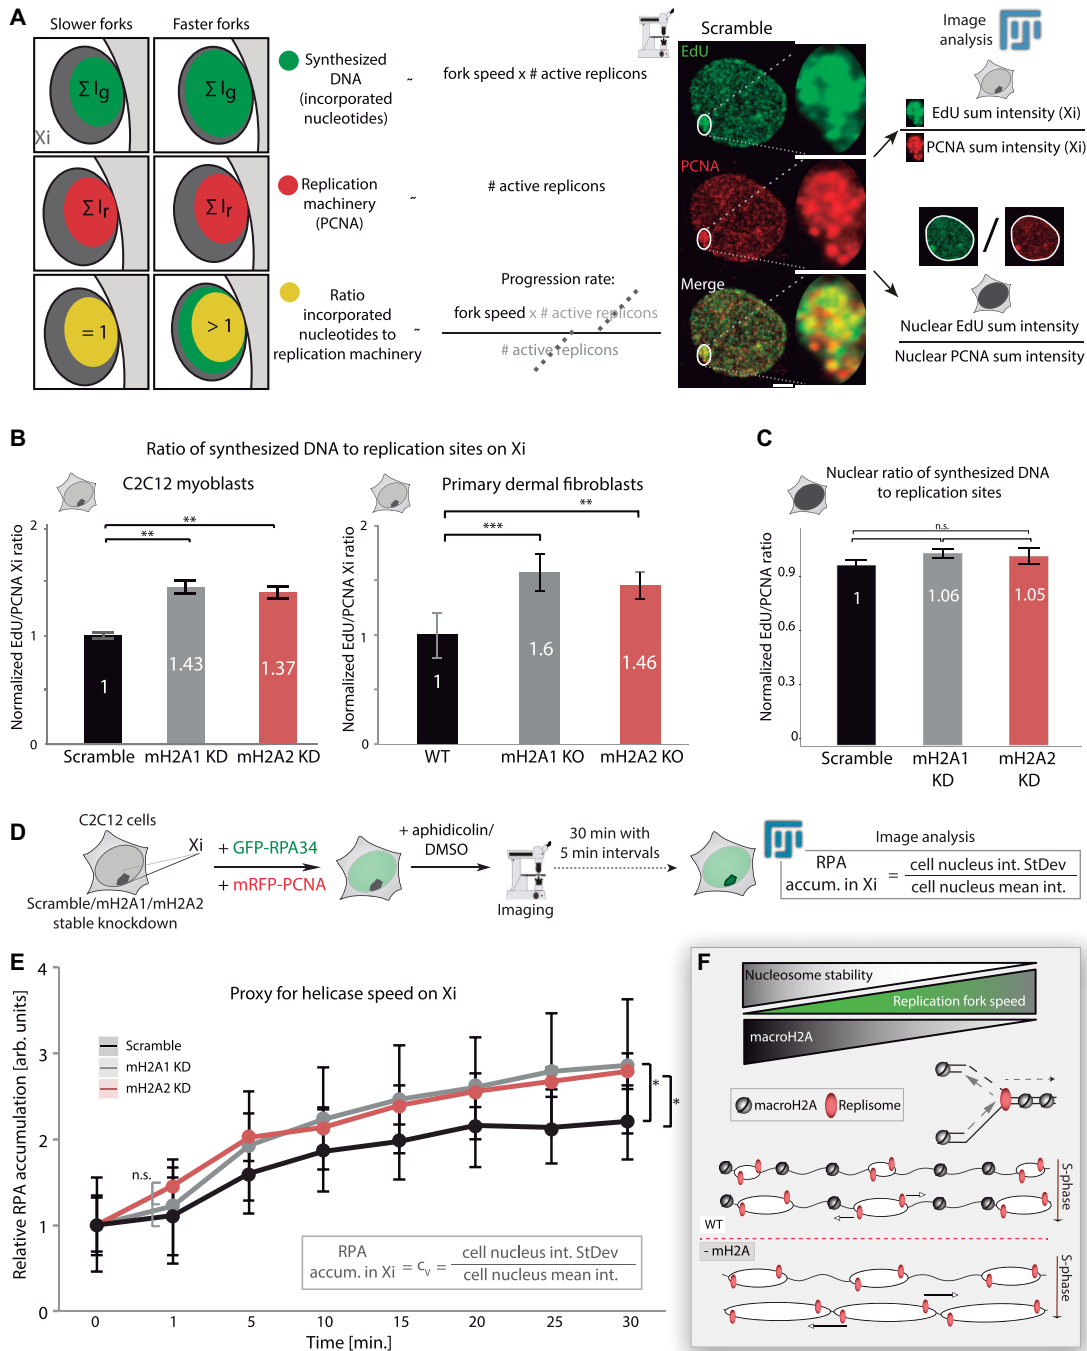 A
Slower forks
Faster forks
Σ Ig
Σ Ig
Xi
Synthesized
DNA
(incorporated
nucleotides)
~
fork speed x # active replicons
Σ Ir
Σ Ir
Replication
machinery
(PCNA)
~
# active replicons
= 1
> 1
Ratio
incorporated
nucleotides to
replication machinery
~
Progression rate:
fork speed x # active replicons
# active replicons
Scramble
EdU
PCNA
Merge
Image
analysis
EdU sum intensity (Xi)
PCNA sum intensity (Xi)
/
Nuclear EdU sum intensity
Nuclear PCNA sum intensity
B
Ratio of synthesized DNA to replication sites on Xi
C2C12 myoblasts
Normalized EdU/PCNA Xi ratio
2
1
0
**
**
1
1.43
1.37
Scramble
mH2A1 KD
mH2A2 KD
Primary dermal fibroblasts
Normalized EdU/PCNA Xi ratio
2
1
0
**
***
1
1.6
1.46
WT
mH2A1 KO
mH2A2 KO
C
Nuclear ratio of synthesized DNA
to replication sites
Normalized EdU/PCNA ratio
0.9
0.6
0.3
0
n.s.
1
1.06
1.05
Scramble
mH2A1
KD
mH2A2
KD
D
C2C12 cells
Xi
Scramble/mH2A1/mH2A2
stable knockdown
+ GFP-RPA34
+ mRFP-PCNA
+ aphidicolin/
DMSO
Imaging
30 min with
5 min intervals
Image analysis
RPA
accum. in Xi
=
cell nucleus int. StDev
cell nucleus mean int.
E
Proxy for helicase speed on Xi
Relative RPA accumulation [arb. units]
4
3
2
1
0
Scramble
mH2A1 KD
mH2A2 KD
n.s.
*
*
RPA
accum. in Xi
= cv =
cell nucleus int. StDev
cell nucleus mean int.
0
1
5
10
15
20
25
30
Time [min.]
F
Nucleosome stability
Replication fork speed
macroH2A
macroH2A
Replisome
S-phase
WT
- mH2A
S-phase